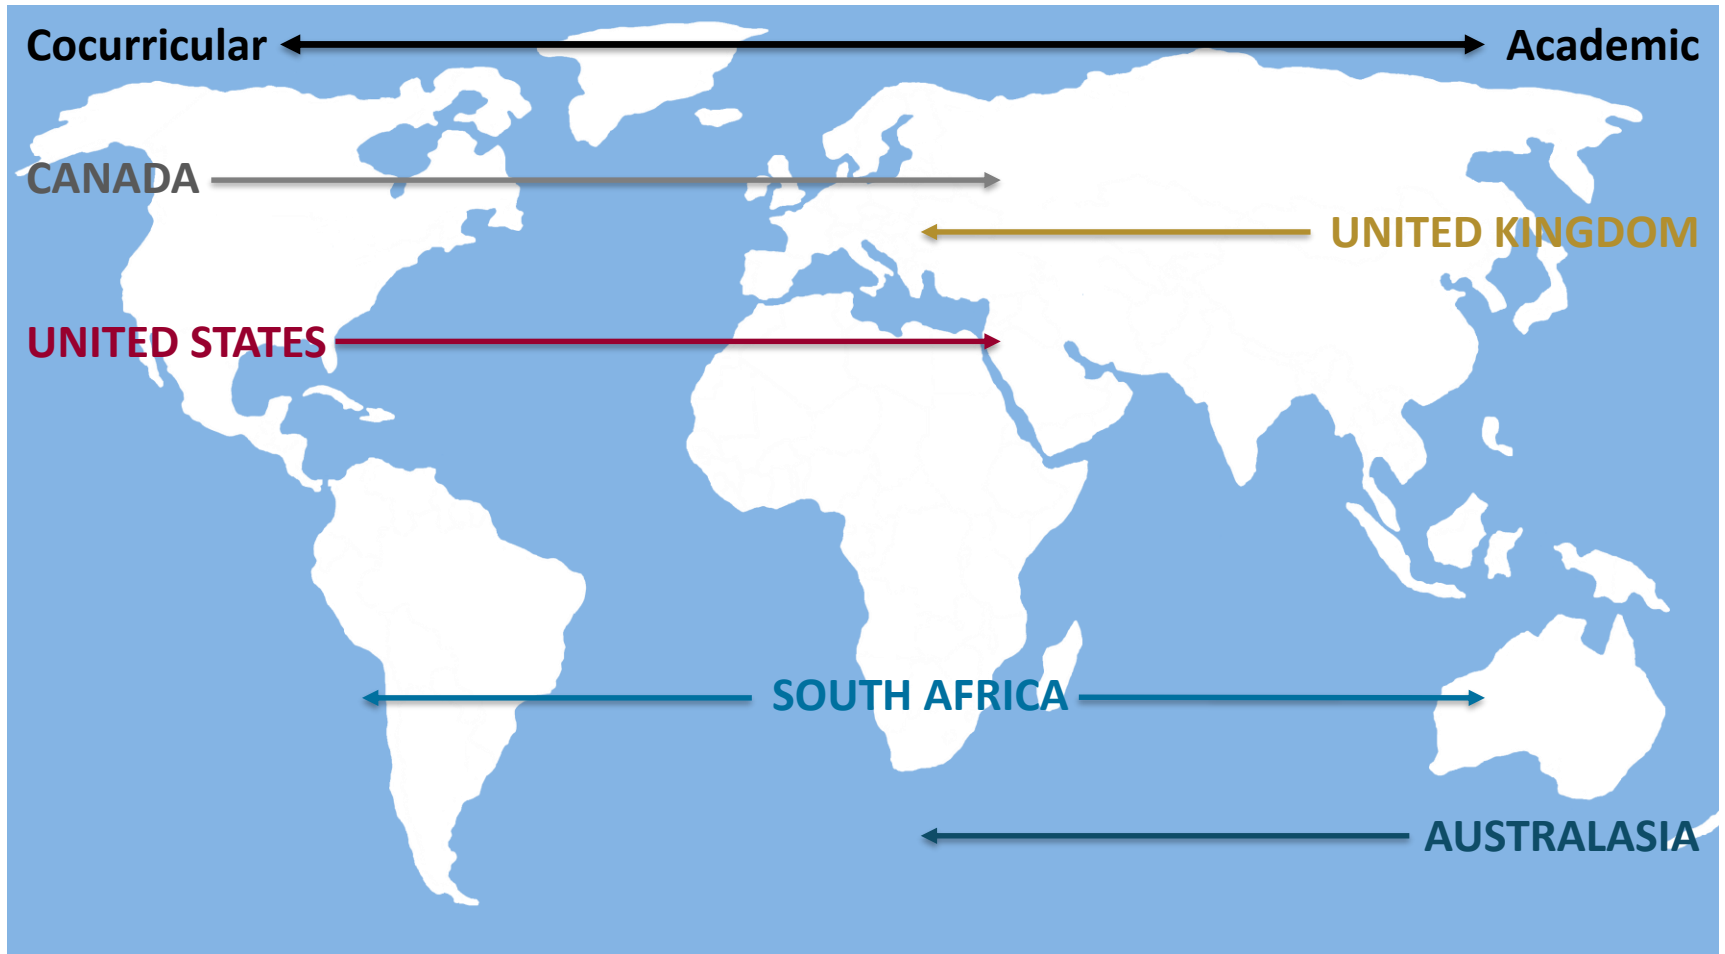 Cocurricular
Academic
CANADA
UNITED KINGDOM
UNITED STATES
SOUTH AFRICA
AUSTRALASIA